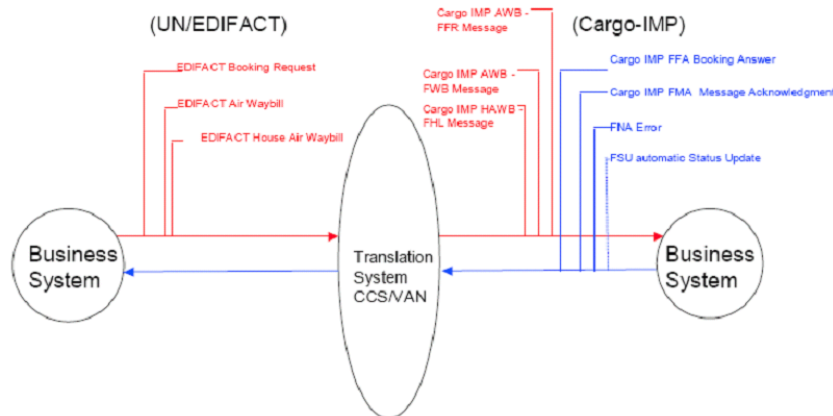 (UN/EDIFACT)
Cargo IMP AWB -
FFR Message
(Cargo-IMP)
EDIFACT Booking Request
Cargo IMP AWB -
FWB Message
Cargo IMP FFA Booking Answer
EDIFACT Air Waybill
Cargo IMP HAWB -
FHL Message
Cargo IMP FMA Message Acknowledgment
EDIFACT House Air Waybill
FNA Error
FSU automatic Status Update
Business
System
Translation
System
CCS/VAN
Business
System